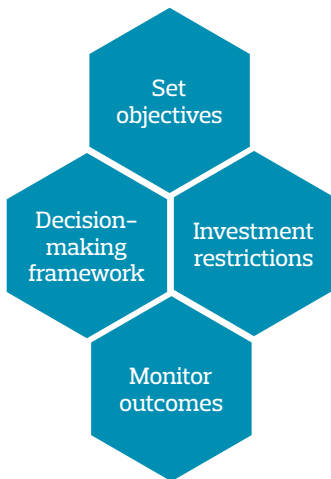 Set
objectives
Decision-
making
framework
Investment
restrictions
Monitor
outcomes